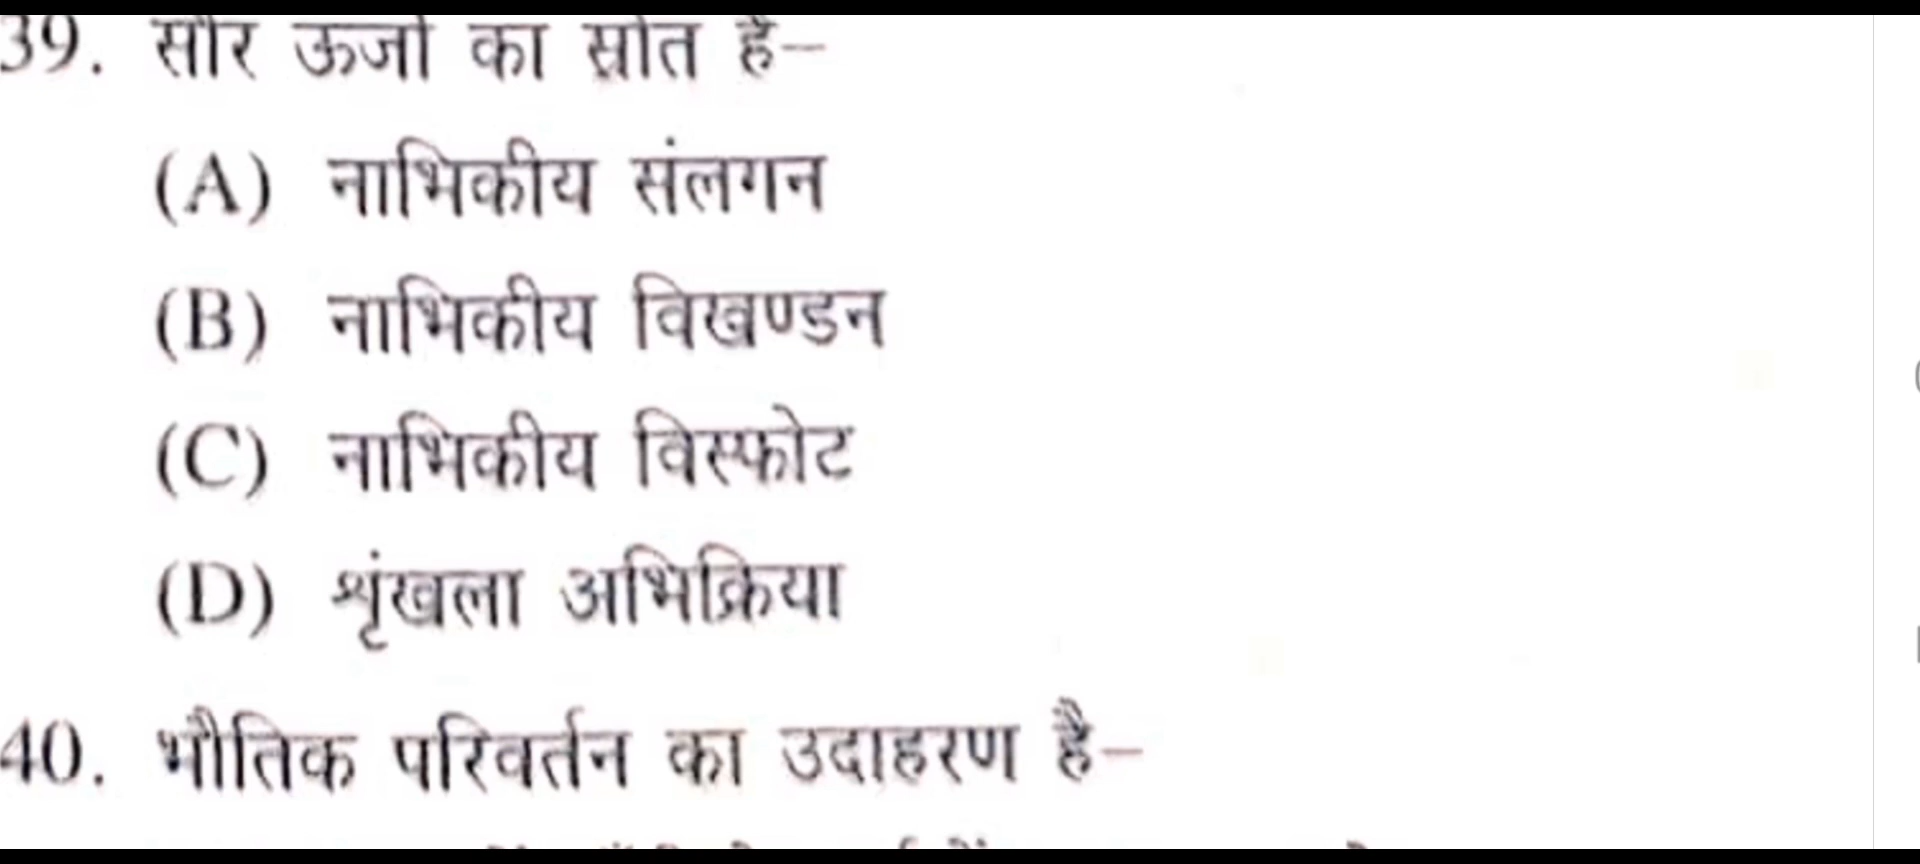 39. सौर ऊर्जा का स्रोत है–
(A) नाभिकीय संलगन
(B) नाभिकीय विखण्डन
(C) नाभिकीय विस्फोट
(D) शृंखला अभिक्रिया
40. भौतिक परिवर्तन का उदाहरण है–